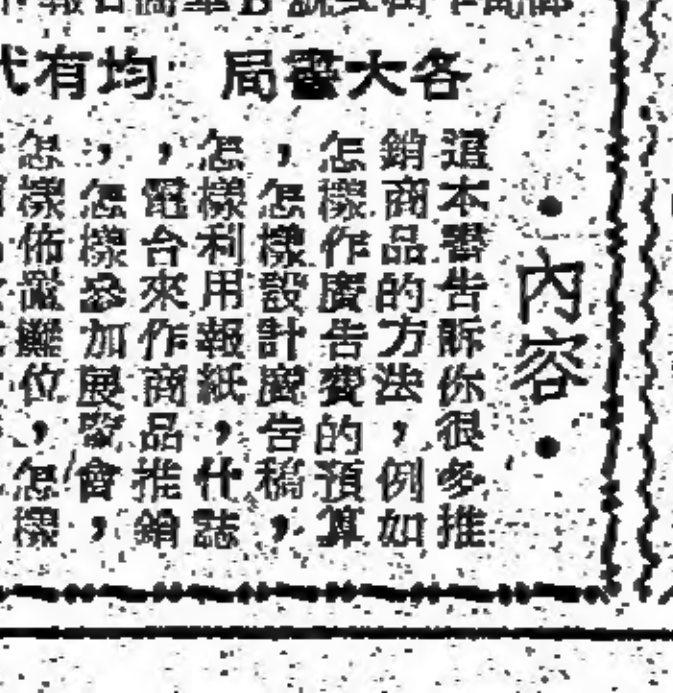 各大書局　均有代
・內容・
這本書告訴你很多推
銷商品的方法，例如
怎樣作廣告費的預算
，怎樣設計廣告稿，
怎樣利用報紙，代誌
，電台來作商品推銷
，怎樣參加展覽會，
怎樣佈置攤位，怎樣